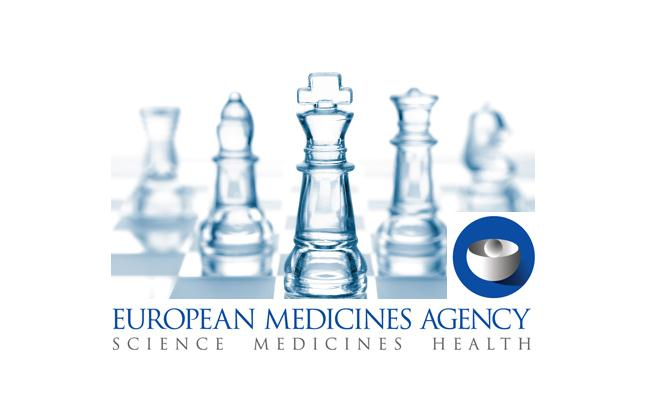 EUROPEAN MEDICINES AGENCY
SCIENCE MEDICINES HEALTH